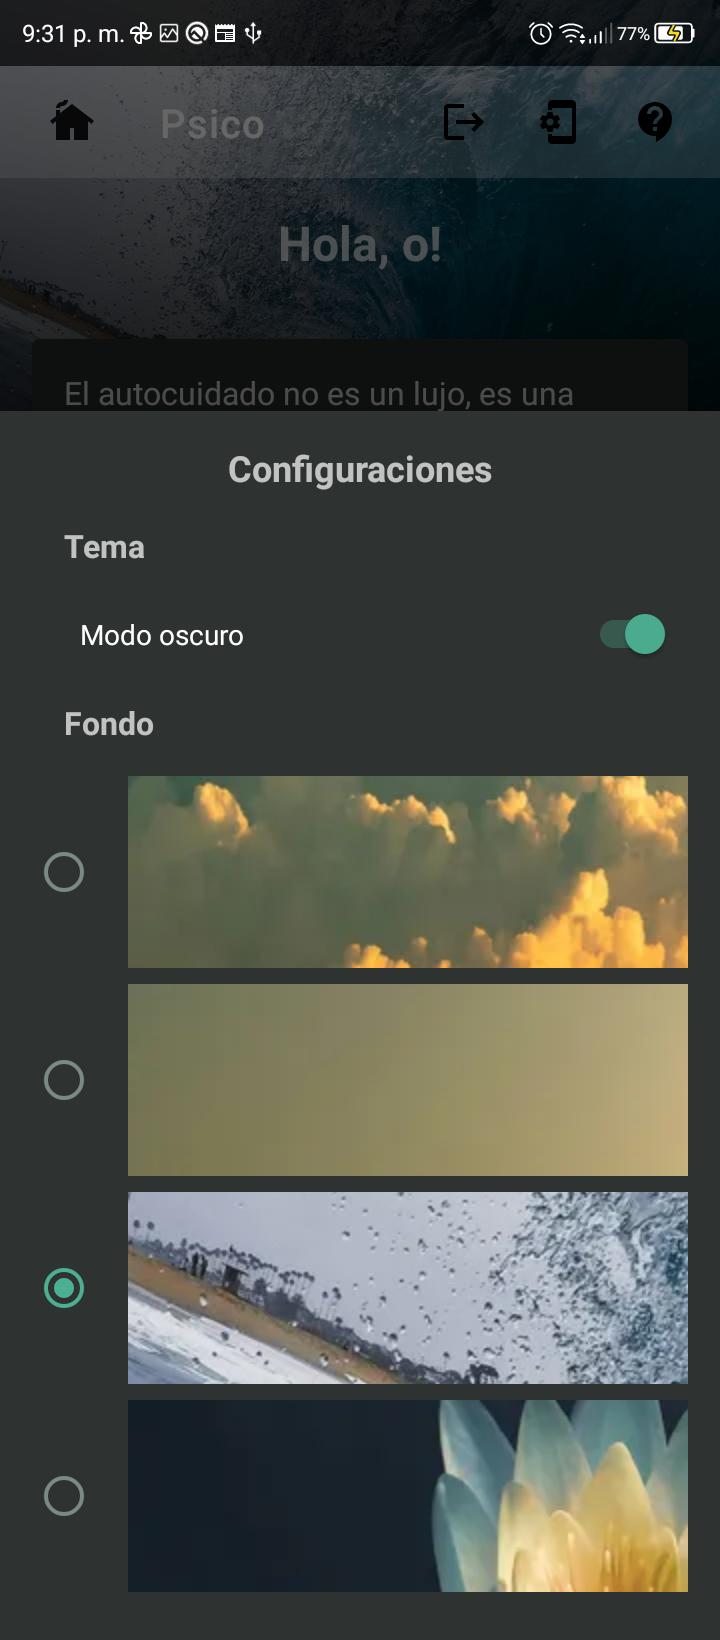 9:31 p. m.
77%
Psico
Hola, o!
El autocuidado no es un lujo, es una
Configuraciones
Tema
Modo oscuro
Fondo